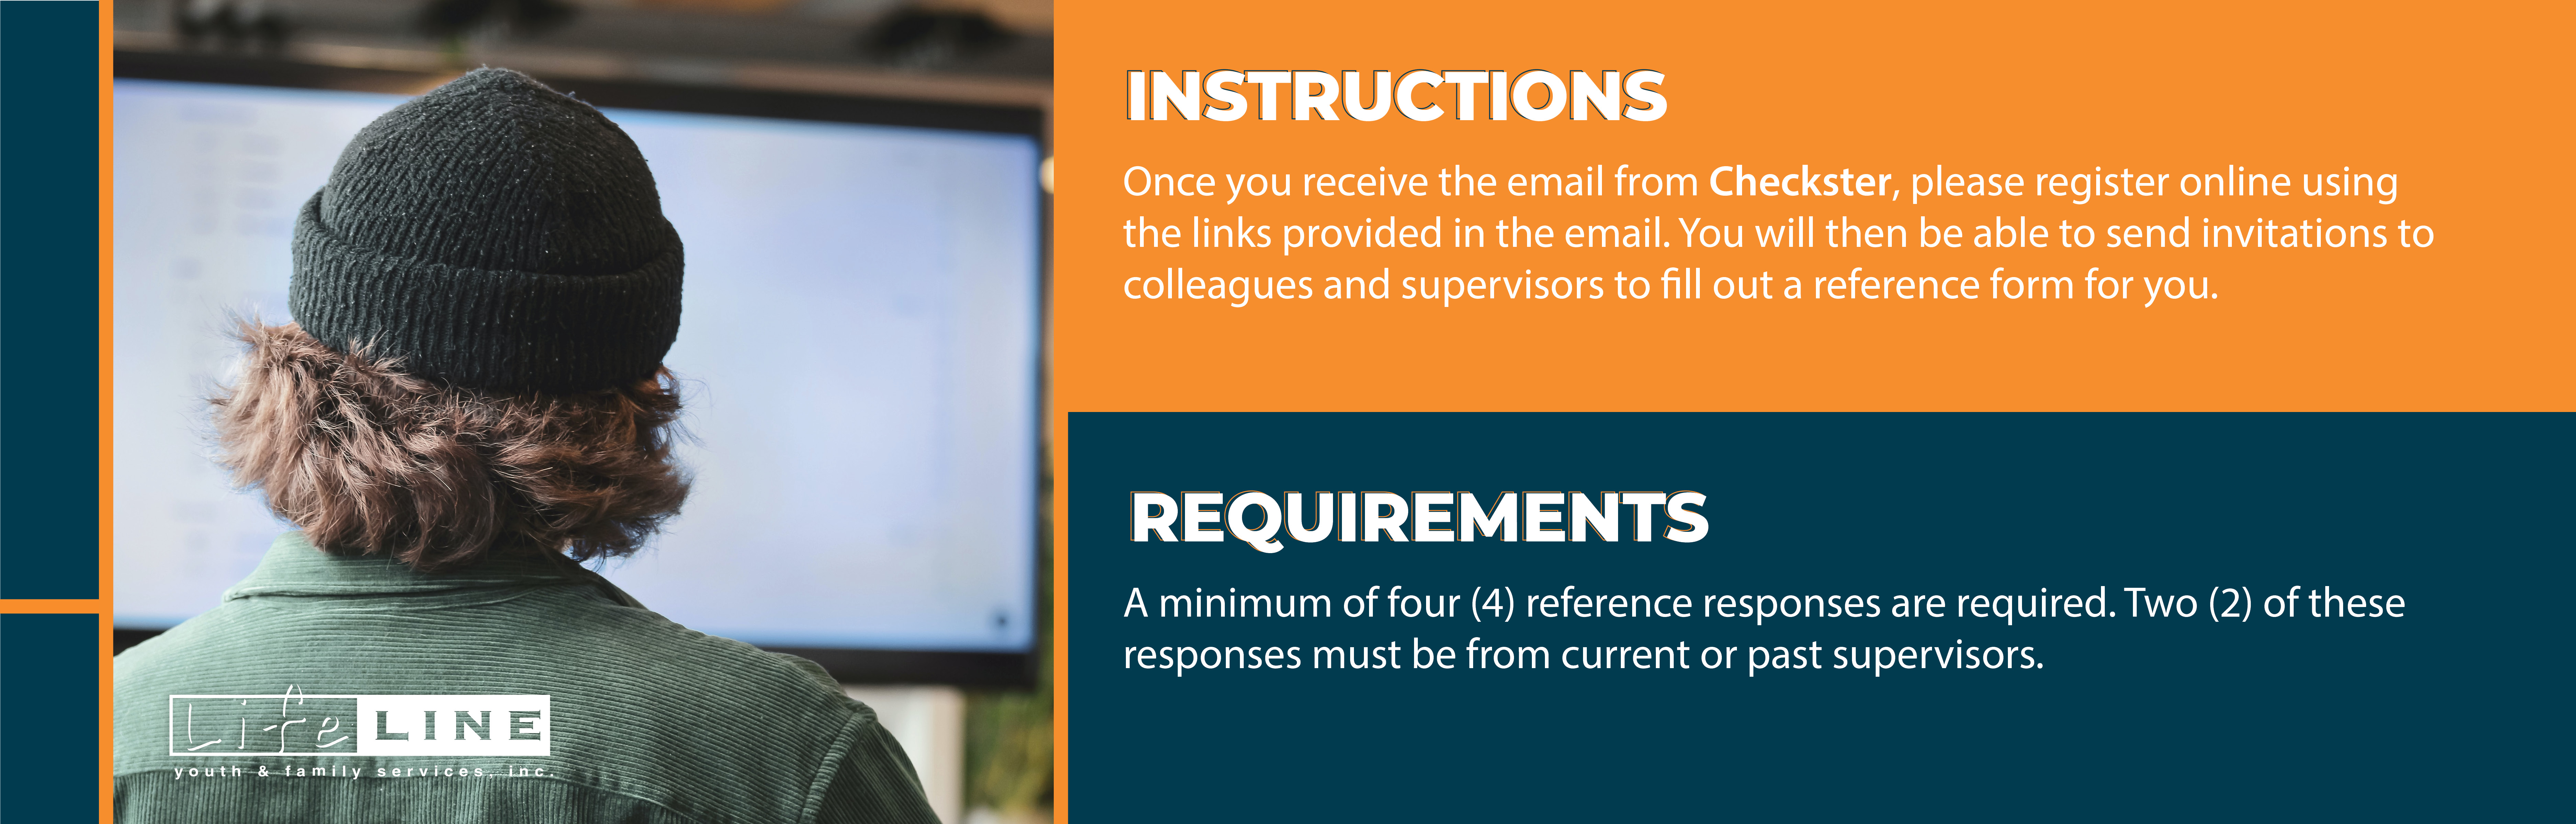 INSTRUCTIONS
Once you receive the email from Checkster, please register online using
the links provided in the email. You will then be able to send invitations to
colleagues and supervisors to fill out a reference form for you.
REQUIREMENTS
A minimum of four (4) reference responses are required. Two (2) of these
responses must be from current or past supervisors.
Life LINE
youth & family services, inc.